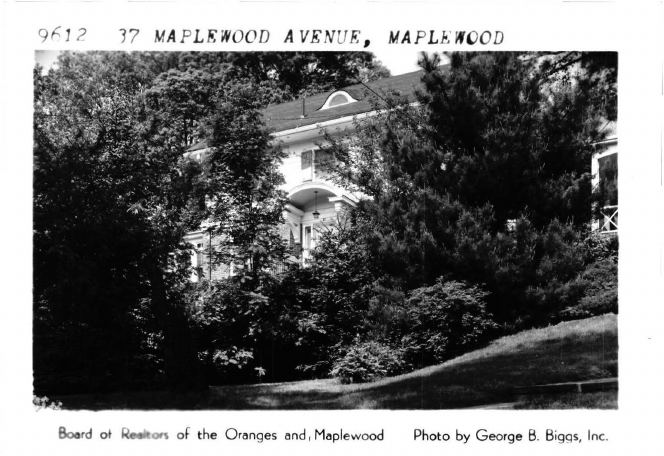 9612 37 MAPLEWOOD AVENUE, MAPLEWOOD
Board of Realtors of the Oranges and, Maplewood Photo by George B. Biggs, Inc.